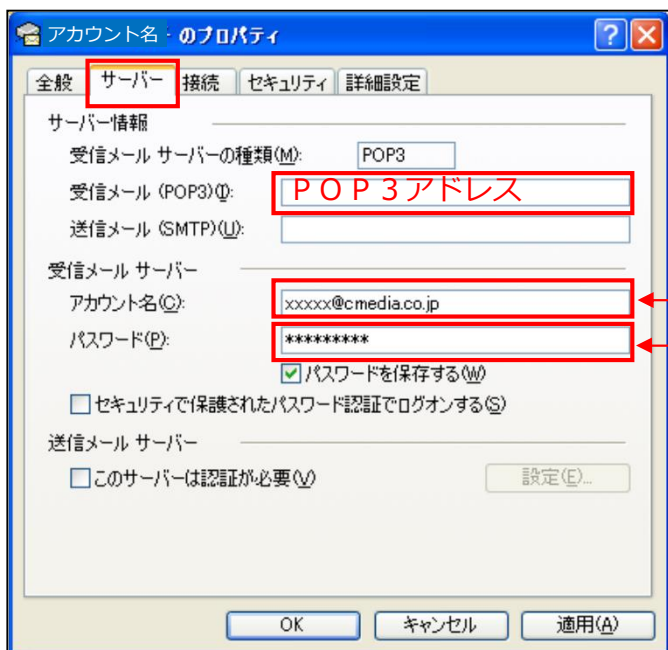 アカウント名 のプロパティ
全般 サーバー 接続 セキュリティ 詳細設定
サーバー情報
受信メール サーバーの種類(M): POP3
受信メール (POP3)(I): POP3アドレス
送信メール (SMTP)(U):
受信メール サーバー
アカウント名(C): xxxxx@cmedia.co.jp
パスワード(P): *********
パスワードを保存する(W)
セキュリティで保護されたパスワード認証でログオンする(S)
送信メール サーバー
このサーバーは認証が必要(V) 設定(E)...
OK キャンセル 適用(A)